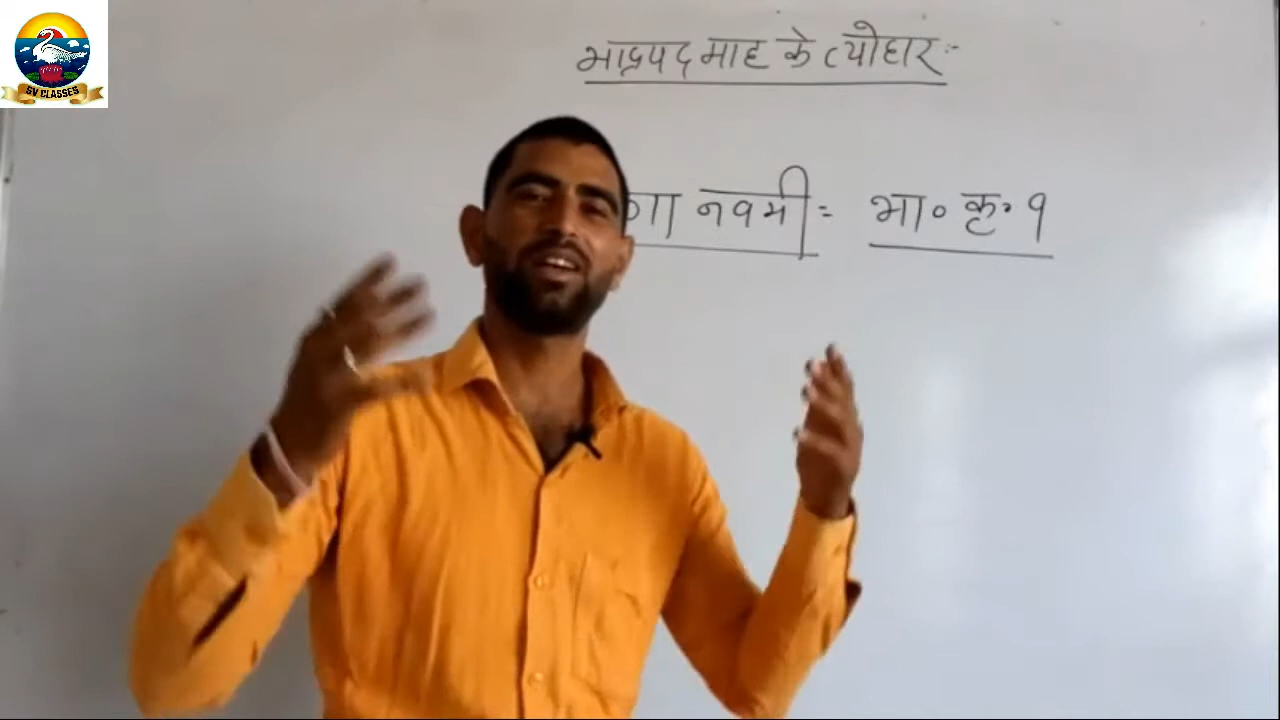 SV CLASSES
भाद्रपद माह के त्योहार:-
नवमी = भा० कृ० ९